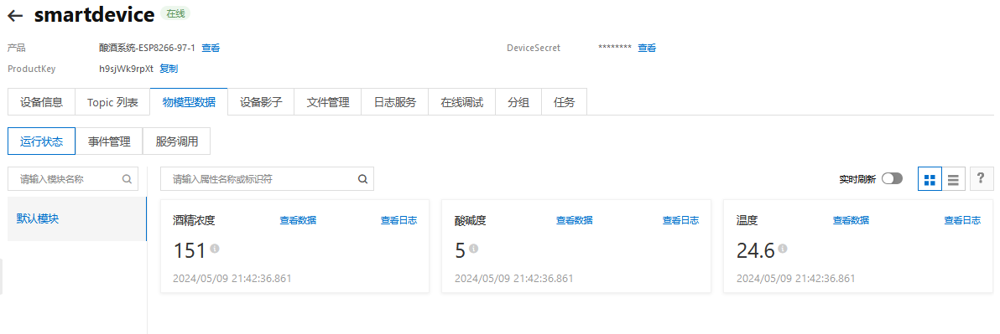 smartdevice 在线
产品 酿酒系统-ESP8266-97-1 查看 DeviceSecret ******** 查看
ProductKey h9sjWk9rpXt 复制
设备信息 Topic 列表 物模型数据 设备影子 文件管理 日志服务 在线调试 分组 任务
运行状态 事件管理 服务调用
请输入模块名称 请输入属性名称或标识符 实时刷新 ?
默认模块
酒精浓度 查看数据 查看日志 酸碱度 查看数据 查看日志 温度 查看数据 查看日志
151 5 24.6
2024/05/09 21:42:36.861 2024/05/09 21:42:36.861 2024/05/09 21:42:36.861